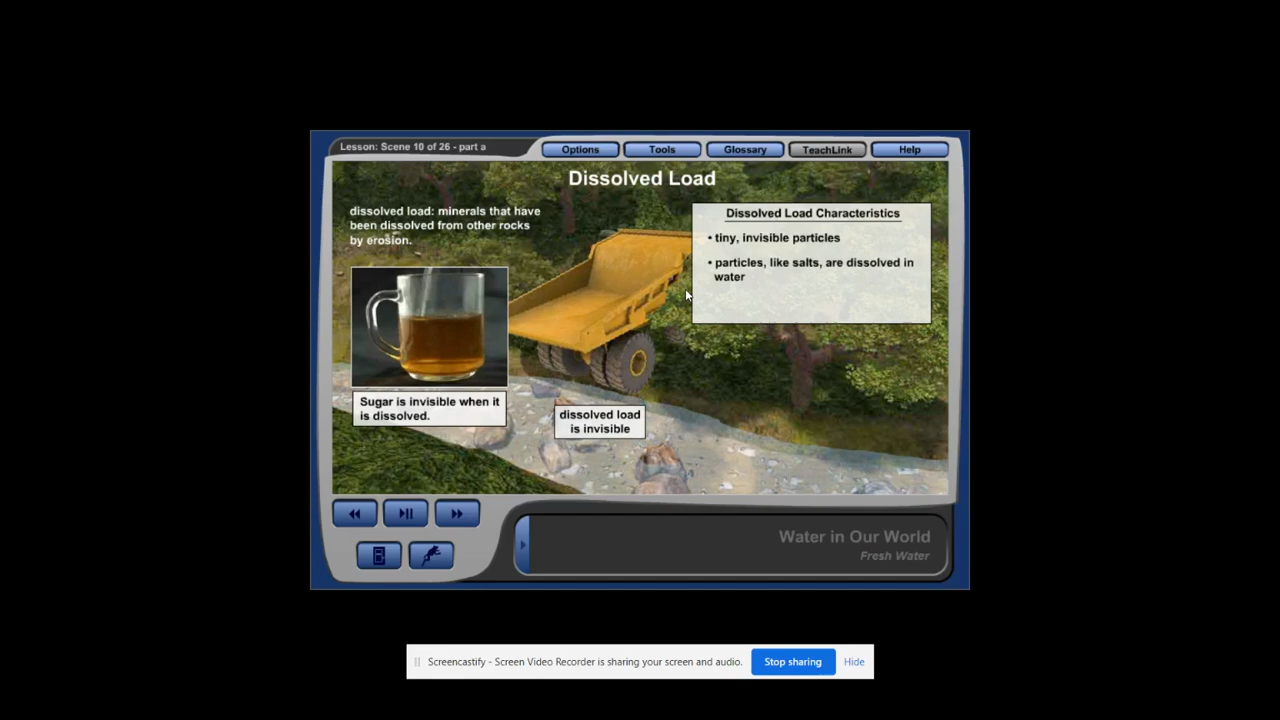 Lesson: Scene 10 of 26 - part a
Options
Tools
Glossary
TeachLink
Help
Dissolved Load
dissolved load: minerals that have
been dissolved from other rocks
by erosion.
Dissolved Load Characteristics
• tiny, invisible particles
• particles, like salts, are dissolved in
water
Sugar is invisible when it
is dissolved.
dissolved load
is invisible
Water in Our World
Fresh Water
Screencastify - Screen Video Recorder is sharing your screen and audio.
Stop sharing
Hide